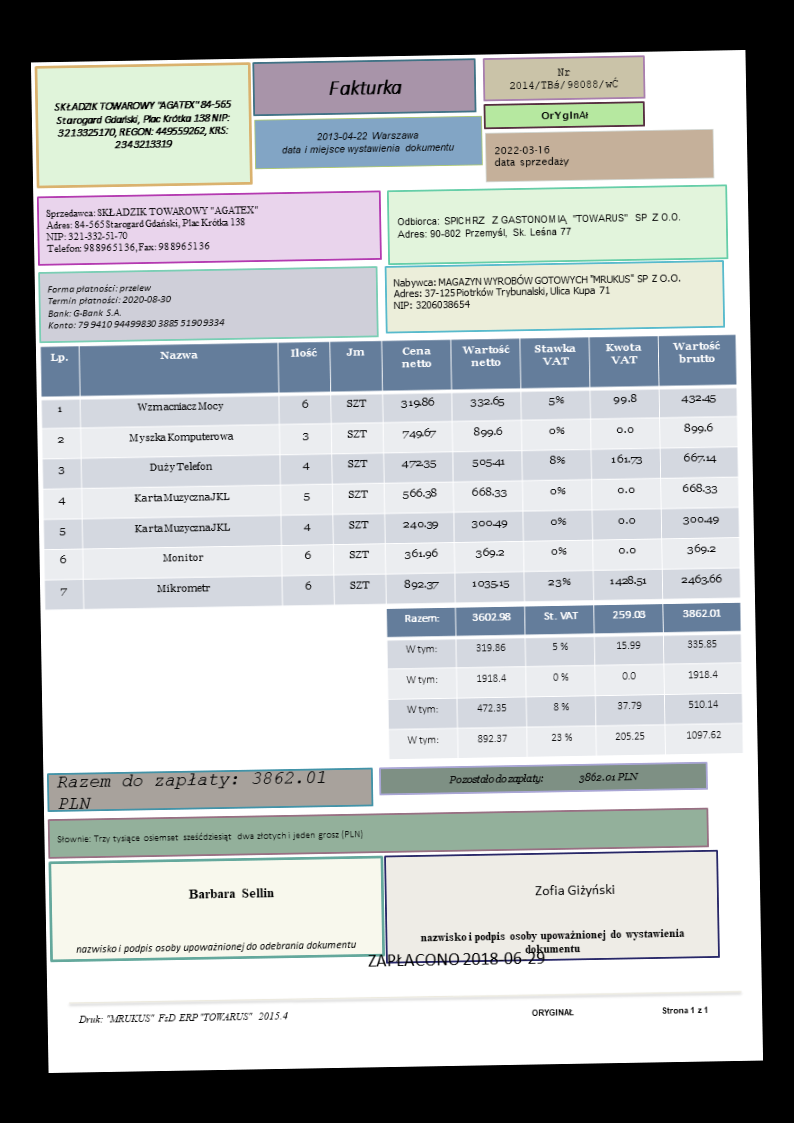 SKŁADZIK TOWAROWY "AGATEX" 84-565
Starogard Gdański, Plac Krótka 138 NIP:
3213325170, REGON: 449559262, KRS:
2343213319
Fakturka
2013-04-22 Warszawa
data i miejsce wystawienia dokumentu
Nr
2014/TBá/98088/wĆ
OrYgInAł
2022-03-16
data sprzedaży
Sprzedawca: SKŁADZIK TOWAROWY "AGATEX"
Adres: 84-565 Starogard Gdański, Plac Krótka 138
NIP: 321-332-51-70
Telefon: 988965136, Fax: 988965136
Odbiorca: SPICHRZ Z GASTONOMIĄ "TOWARUS" SP Z O.O.
Adres: 90-802 Przemyśl, Sk. Leśna 77
Forma płatności: przelew
Termin płatności: 2020-08-30
Bank: G-Bank S.A.
Konto: 79 9410 94499830 3885 51909334
Nabywca: MAGAZYN WYROBÓW GOTOWYCH "MRUKUS" SP Z O.O.
Adres: 37-125 Piotrków Trybunalski, Ulica Kupa 71
NIP: 3206038654
Lp. Nazwa Ilość Jm Cena netto Wartość netto Stawka VAT Kwota VAT Wartość brutto
1 Wzmacniacz Mocy 6 SZT 319.86 332.65 5% 99.8 432.45
2 Myszka Komputerowa 3 SZT 749.67 899.6 0% 0.0 899.6
3 Duży Telefon 4 SZT 472.35 505.41 8% 161.73 667.14
4 Karta Muzyczna JKL 5 SZT 566.38 668.33 0% 0.0 668.33
5 Karta Muzyczna JKL 4 SZT 240.39 300.49 0% 0.0 300.49
6 Monitor 6 SZT 361.96 369.2 0% 0.0 369.2
7 Mikrometr 6 SZT 892.37 1035.15 23% 1428.51 2463.66
Razem: 3602.98 St. VAT 259.03 3862.01
W tym: 319.86 5 % 15.99 335.85
W tym: 1918.4 0 % 0.0 1918.4
W tym: 472.35 8 % 37.79 510.14
W tym: 892.37 23 % 205.25 1097.62
Razem do zapłaty: 3862.01
PLN
Pozostało do zapłaty: 3862.01 PLN
Słownie: Trzy tysiące osiemset sześćdziesiąt dwa złotych i jeden grosz (PLN)
Barbara Sellin
nazwisko i podpis osoby upoważnionej do odebrania dokumentu
Zofia Giżyński
nazwisko i podpis osoby upoważnionej do wystawienia
dokumentu
ZAPŁACONO 2018-06-29
Druk: "MRUKUS" FsD ERP "TOWARUS" 2015.4
ORYGINAŁ
Strona 1 z 1